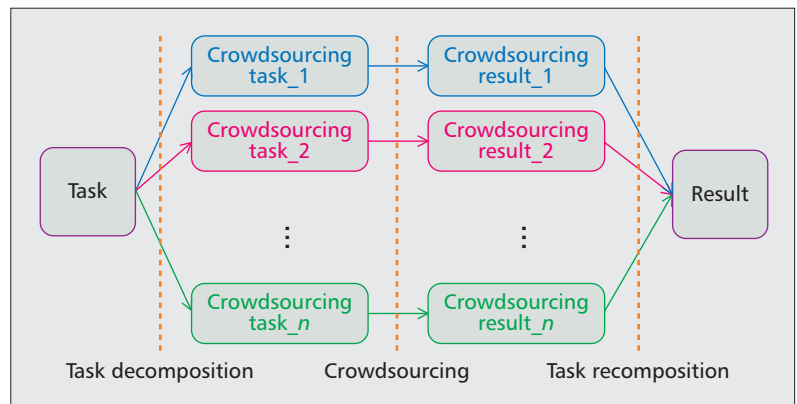 Crowdsourcing
task_1
Crowdsourcing
result_1
Crowdsourcing
task_2
Crowdsourcing
result_2
Task
Result
⋮
⋮
Crowdsourcing
task_n
Crowdsourcing
result_n
Task decomposition
Crowdsourcing
Task recomposition